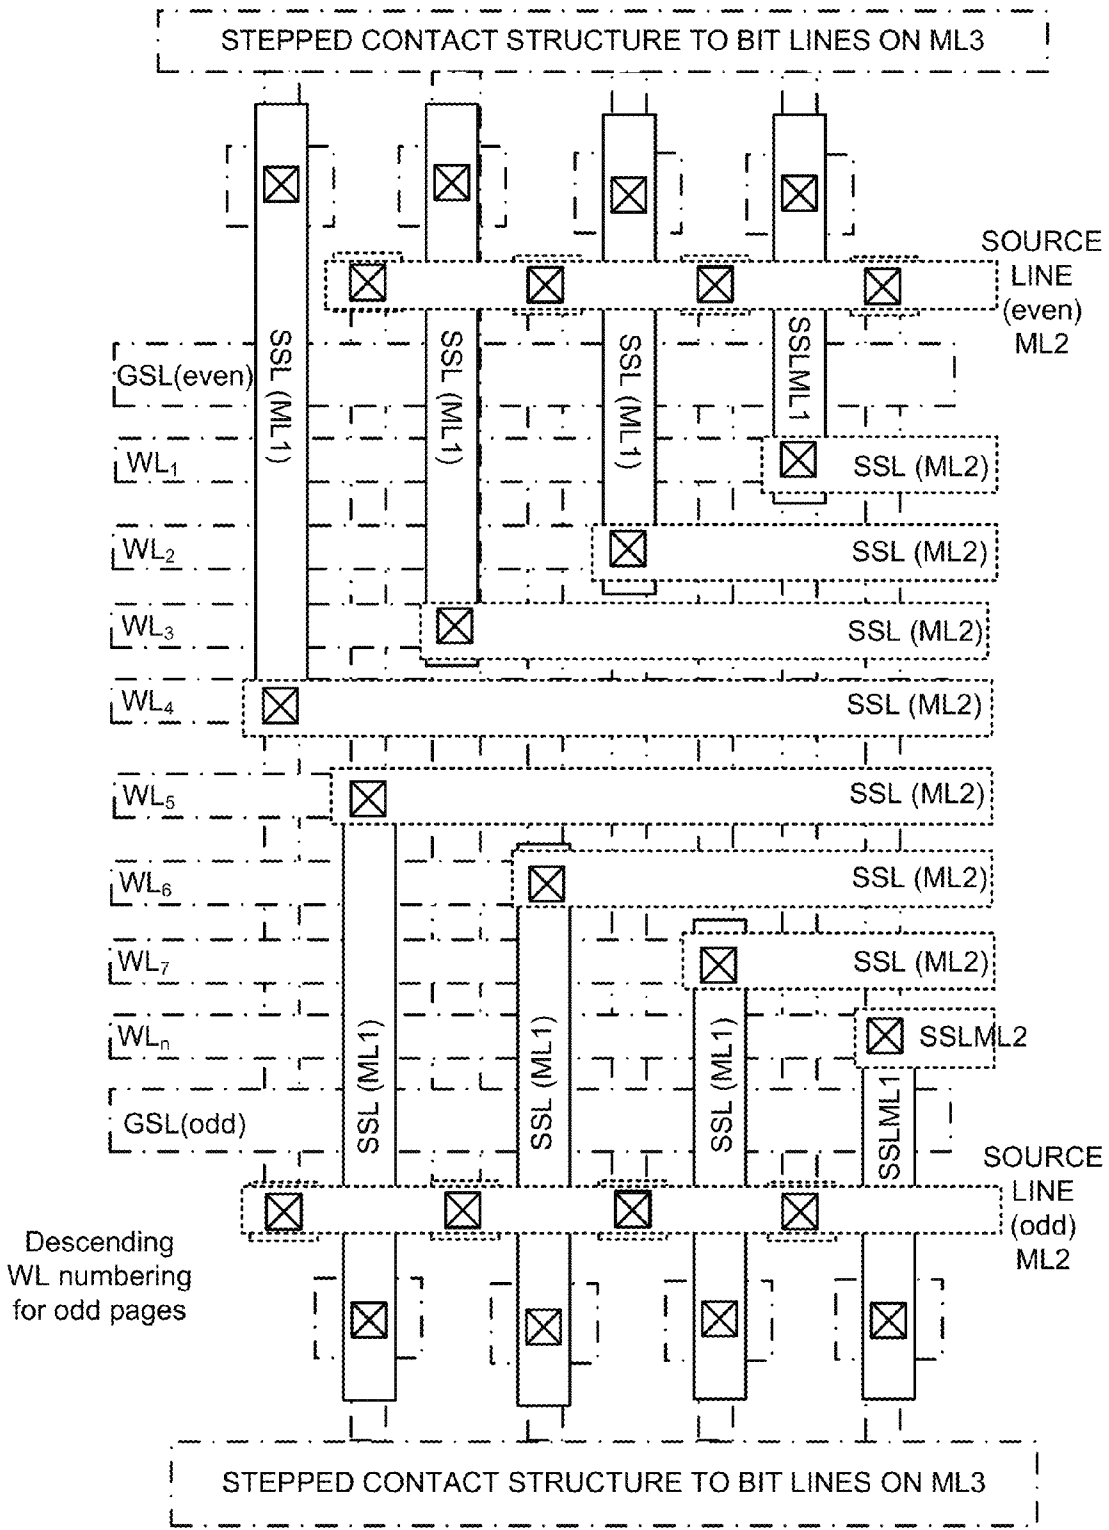 STEPPED CONTACT STRUCTURE TO BIT LINES ON ML3
SOURCE
LINE
(even)
ML2
SSL (ML1)
SSL (ML1)
SSL (ML1)
SSLML1
GSL(even)
WL1
SSL (ML2)
WL2
SSL (ML2)
WL3
SSL (ML2)
WL4
SSL (ML2)
WL5
SSL (ML2)
WL6
SSL (ML2)
WL7
SSL (ML2)
WLn
SSLML2
SSL (ML1)
SSL (ML1)
SSL (ML1)
SSLML1
GSL(odd)
SOURCE
LINE
(odd)
ML2
Descending
WL numbering
for odd pages
STEPPED CONTACT STRUCTURE TO BIT LINES ON ML3